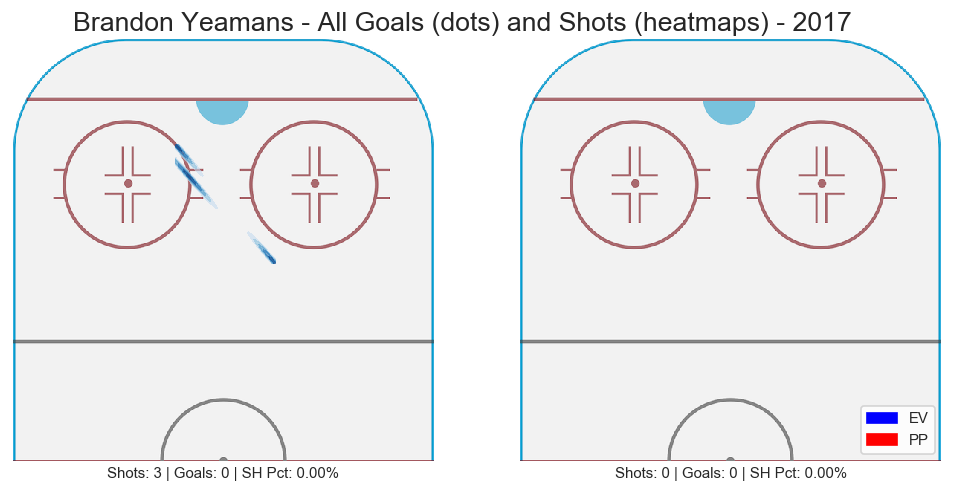 Brandon Yeamans - All Goals (dots) and Shots (heatmaps) - 2017
EV
PP
Shots: 3 | Goals: 0 | SH Pct: 0.00%
Shots: 0 | Goals: 0 | SH Pct: 0.00%